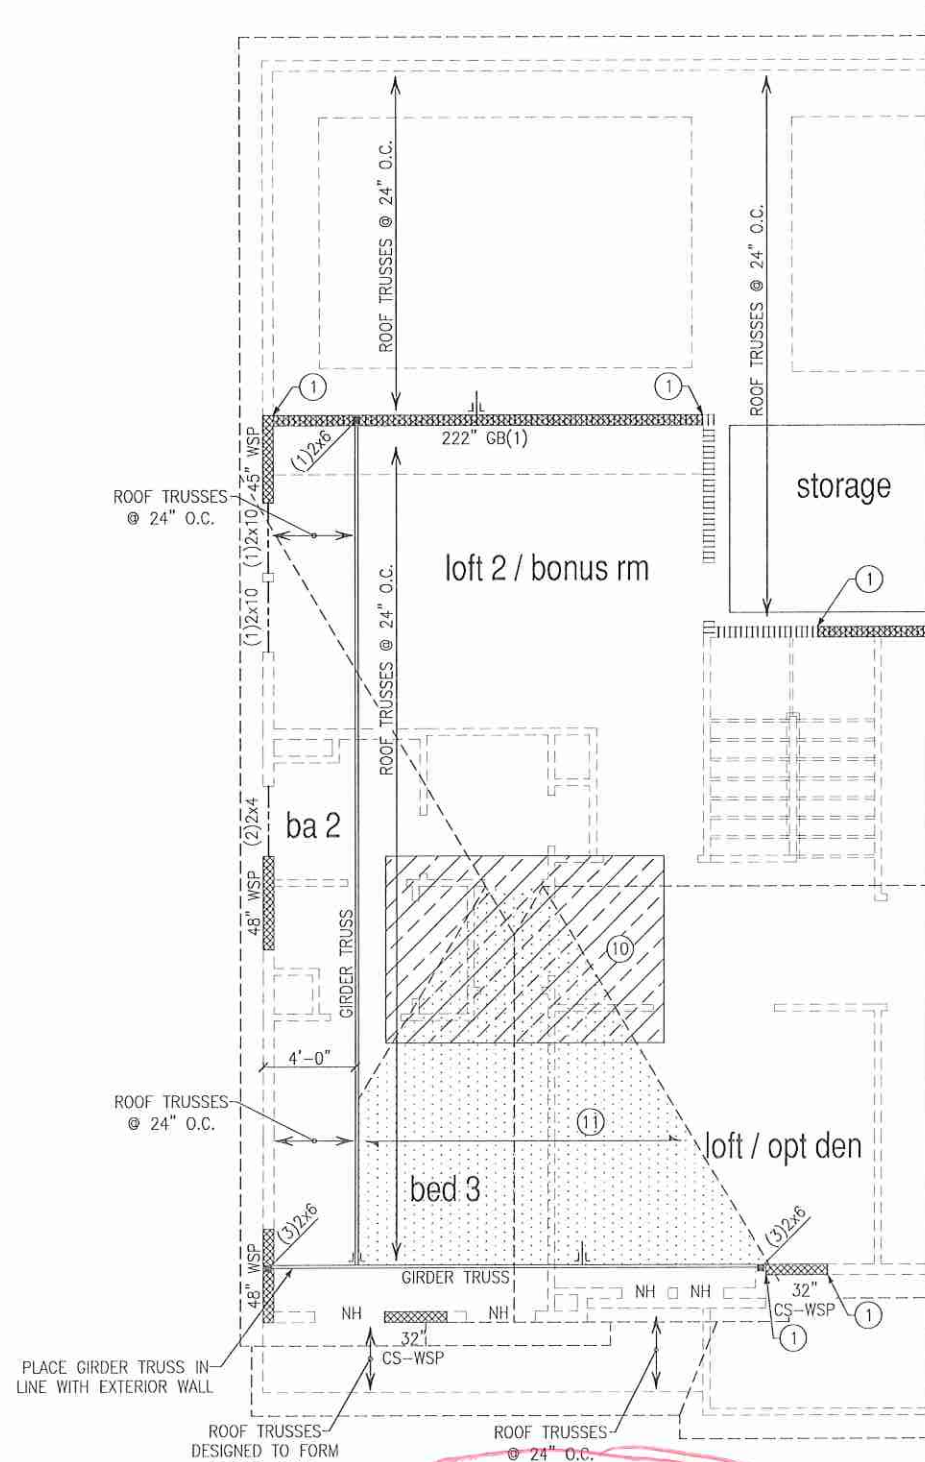 ROOF TRUSSES @ 24" O.C.
ROOF TRUSSES @ 24" O.C.
1
1
222" GB(1)
(1)2x6
45" WSP
ROOF TRUSSES
@ 24" O.C.
(1)2x10
storage
loft 2 / bonus rm
1
(1)2x10
ROOF TRUSSES @ 24" O.C.
(2)2x4
ba 2
48" WSP
GIRDER TRUSS
10
4'-0"
ROOF TRUSSES
@ 24" O.C.
11
loft / opt den
bed 3
(3)2x6
(3)2x6
48" WSP
GIRDER TRUSS
NH
NH
NH
NH
32"
CS-WSP
1
1
32"
CS-WSP
PLACE GIRDER TRUSS IN
LINE WITH EXTERIOR WALL
ROOF TRUSSES
DESIGNED TO FORM
ROOF TRUSSES
@ 24" O.C.